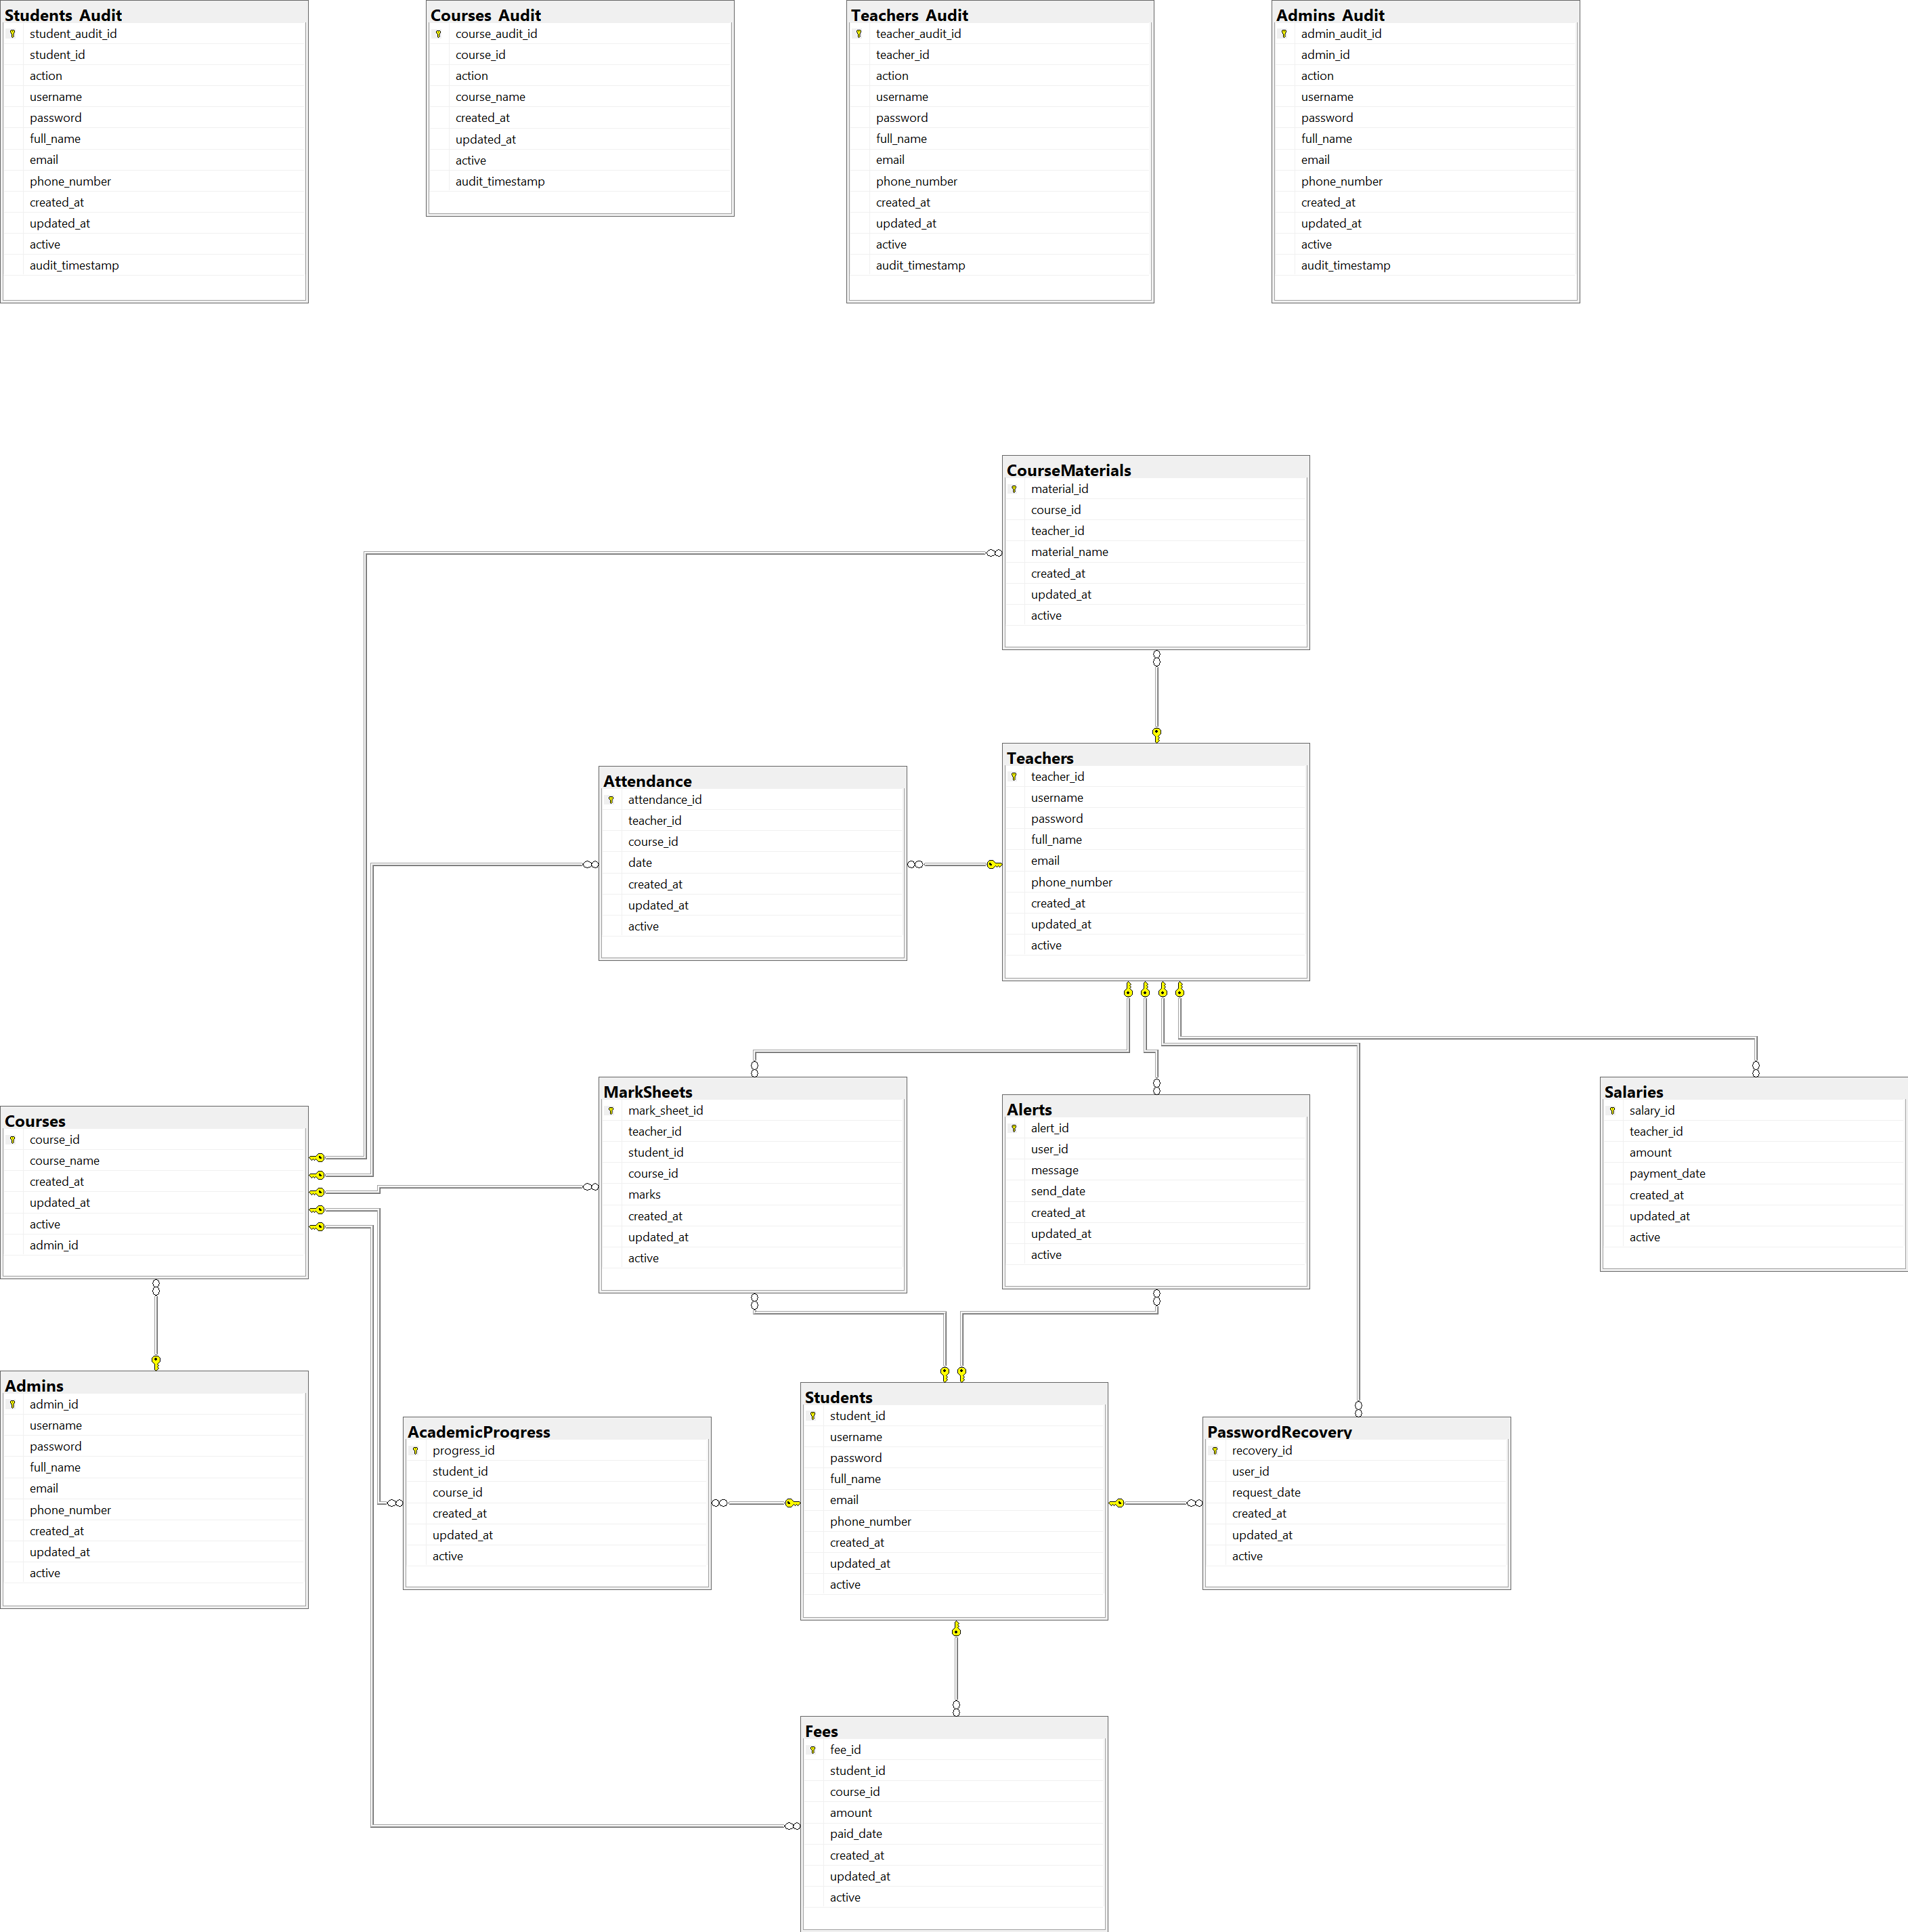 Students_Audit
student_audit_id
student_id
action
username
password
full_name
email
phone_number
created_at
updated_at
active
audit_timestamp
Courses_Audit
course_audit_id
course_id
action
course_name
created_at
updated_at
active
audit_timestamp
Teachers_Audit
teacher_audit_id
teacher_id
action
username
password
full_name
email
phone_number
created_at
updated_at
active
audit_timestamp
Admins_Audit
admin_audit_id
admin_id
action
username
password
full_name
email
phone_number
created_at
updated_at
active
audit_timestamp
CourseMaterials
material_id
course_id
teacher_id
material_name
created_at
updated_at
active
Teachers
teacher_id
username
password
full_name
email
phone_number
created_at
updated_at
active
Attendance
attendance_id
teacher_id
course_id
date
created_at
updated_at
active
MarkSheets
mark_sheet_id
teacher_id
student_id
course_id
marks
created_at
updated_at
active
Alerts
alert_id
user_id
message
send_date
created_at
updated_at
active
Salaries
salary_id
teacher_id
amount
payment_date
created_at
updated_at
active
Courses
course_id
course_name
created_at
updated_at
active
admin_id
Admins
admin_id
username
password
full_name
email
phone_number
created_at
updated_at
active
AcademicProgress
progress_id
student_id
course_id
created_at
updated_at
active
Students
student_id
username
password
full_name
email
phone_number
created_at
updated_at
active
PasswordRecovery
recovery_id
user_id
request_date
created_at
updated_at
active
Fees
fee_id
student_id
course_id
amount
paid_date
created_at
updated_at
active